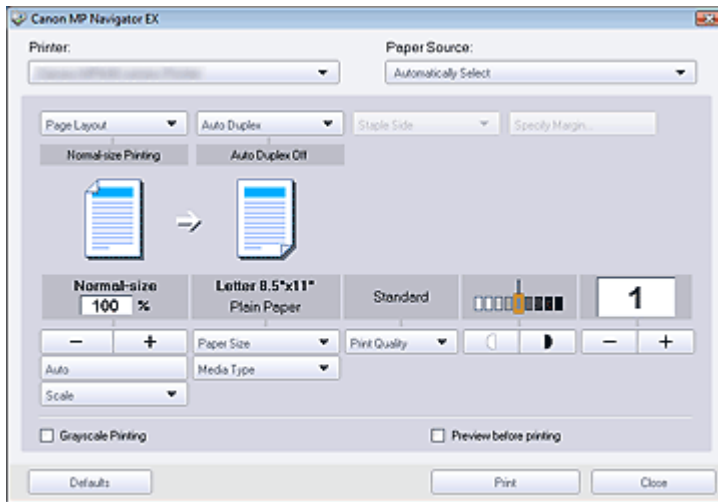 Canon MP Navigator EX
Printer:
Paper Source:
Automatically Select
Page Layout
Auto Duplex
Staple Side
Specify Margin...
Normal-size Printing
Auto Duplex Off
Normal-size
100 %
Letter 8.5"x11"
Plain Paper
Standard
1
− +
Paper Size
Print Quality
− +
Auto
Media Type
Scale
Grayscale Printing
Preview before printing
Defaults
Print
Close